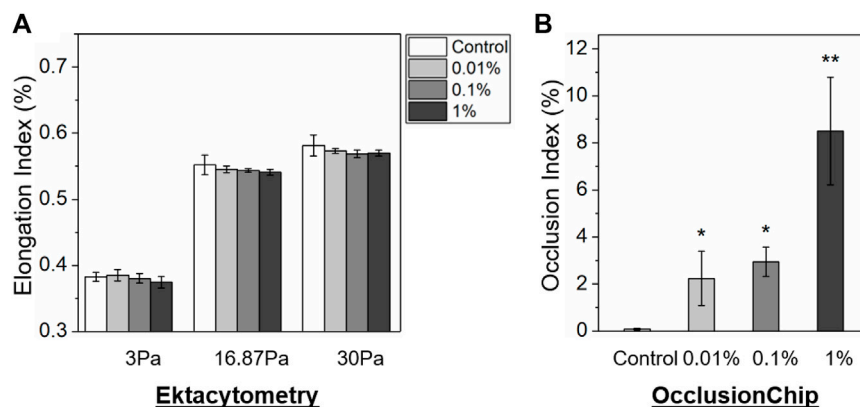 A
Elongation Index (%)
0.7
0.6
0.5
0.4
0.3
3Pa 16.87Pa 30Pa
Ektacytometry
Control
0.01%
0.1%
1%
B
Occlusion Index (%)
12
10
8
6
4
2
0
*
*
**
Control 0.01% 0.1% 1%
OcclusionChip